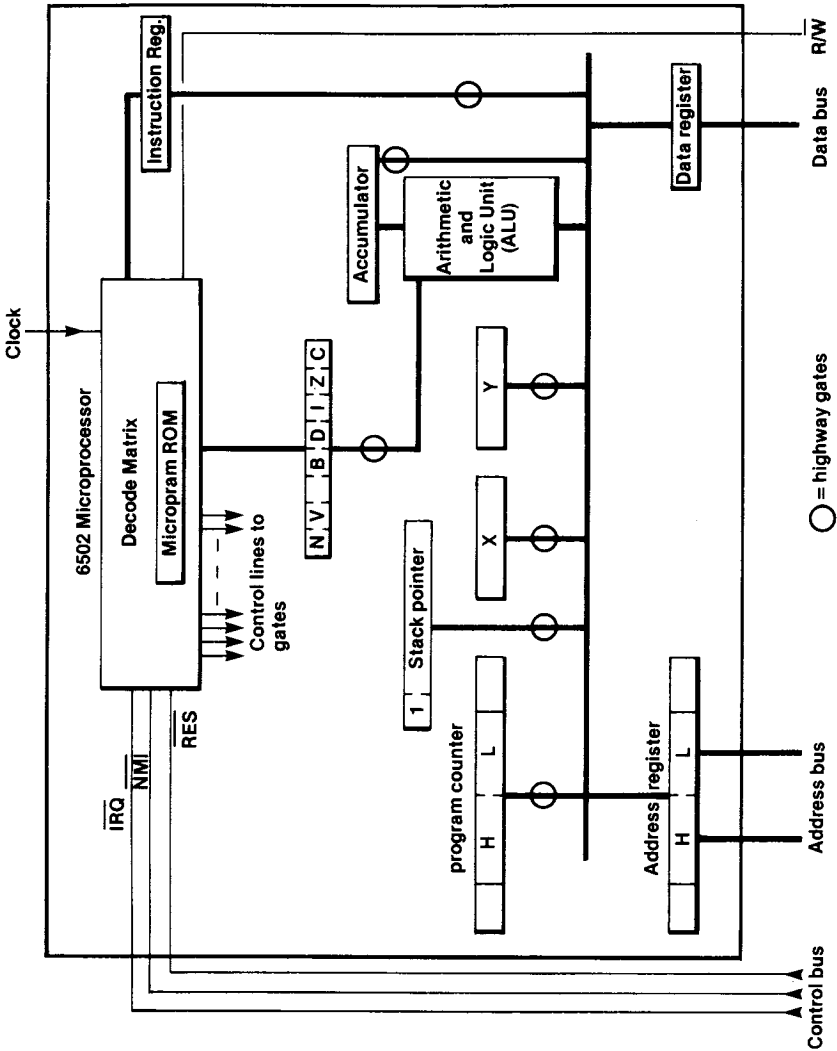 Clock
6502 Microprocessor
Decode Matrix
Micropram ROM
Instruction Reg.
IRQ
NMI
RES
Control lines to
gates
N V B D I Z C
Accumulator
1 Stack pointer
Arithmetic
and
Logic Unit
(ALU)
program counter
H L
X
Y
Address register
H L
Data register
Control bus
Address bus
Data bus
R/W
= highway gates